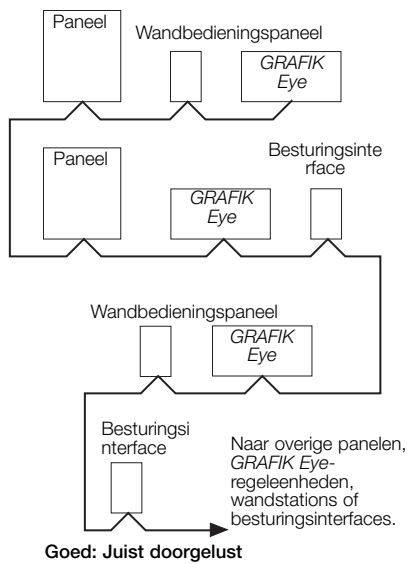 Paneel
Wandbedieningspaneel
GRAFIK
Eye
Paneel
GRAFIK
Eye
Besturingsinte
rface
Wandbedieningspaneel
GRAFIK
Eye
Besturingsi
nterface
Naar overige panelen,
GRAFIK Eye-
regeleenheden,
wandstations of
besturingsinterfaces.
Goed: Juist doorgelust